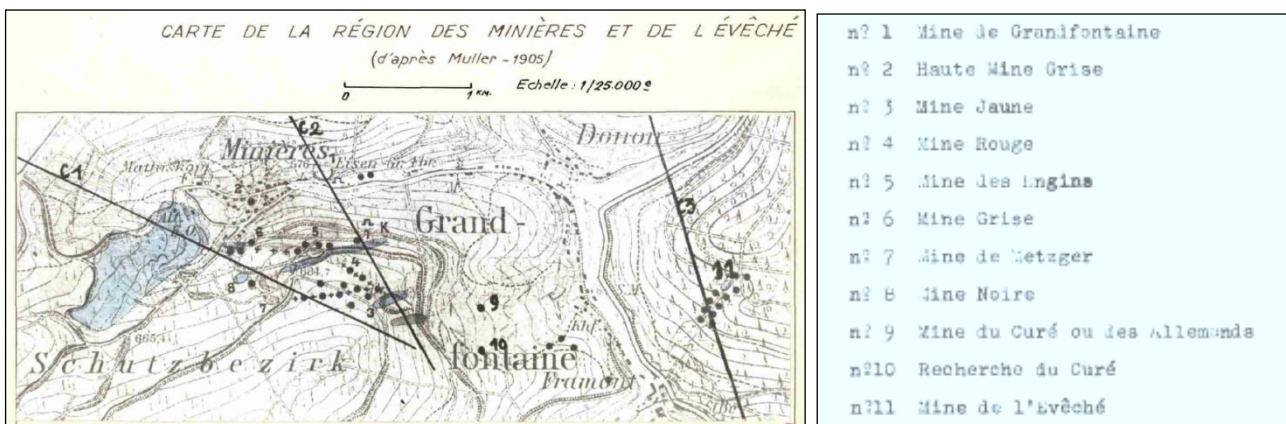 CARTE DE LA RÉGION DES MINIÈRES ET DE L ÉVÊCHÉ
(d'après Muller - 1905)
0 1 KM. Echelle : 1/25.000e
C1
C2
C3
Mathiskopf
Minières
Donon
Grand-
fontaine
Framont
Schutzbezirk
2
6
5
K
4
8
7
3
9
10
11
n° 1 Mine de Grandfontaine
n° 2 Haute Mine Grise
n° 3 Mine Jaune
n° 4 Mine Rouge
n° 5 Mine des Engins
n° 6 Mine Grise
n° 7 Mine de Metzger
n° 8 Mine Noire
n° 9 Mine du Curé ou des Allemands
n°10 Recherche du Curé
n°11 Mine de l'Evêché